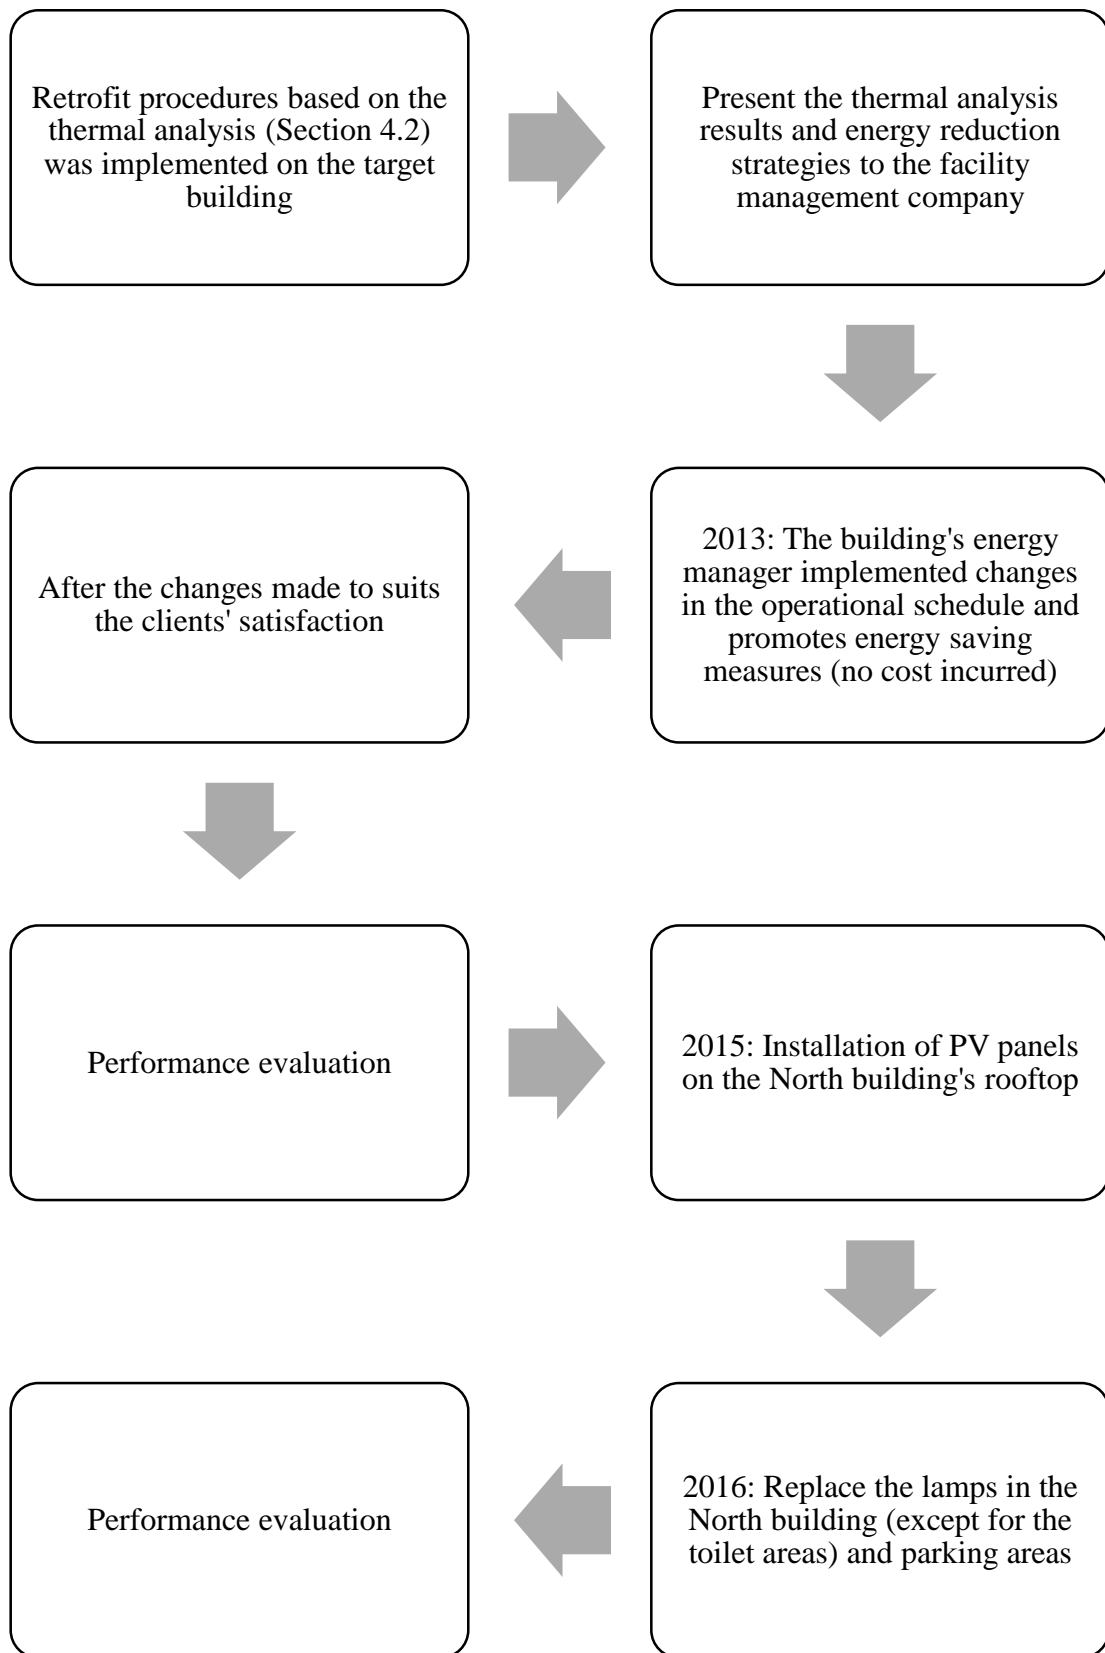 Retrofit procedures based on the
thermal analysis (Section 4.2)
was implemented on the target
building
Present the thermal analysis
results and energy reduction
strategies to the facility
management company
2013: The building's energy
manager implemented changes
in the operational schedule and
promotes energy saving
measures (no cost incurred)
After the changes made to suits
the clients' satisfaction
Performance evaluation
2015: Installation of PV panels
on the North building's rooftop
2016: Replace the lamps in the
North building (except for the
toilet areas) and parking areas
Performance evaluation